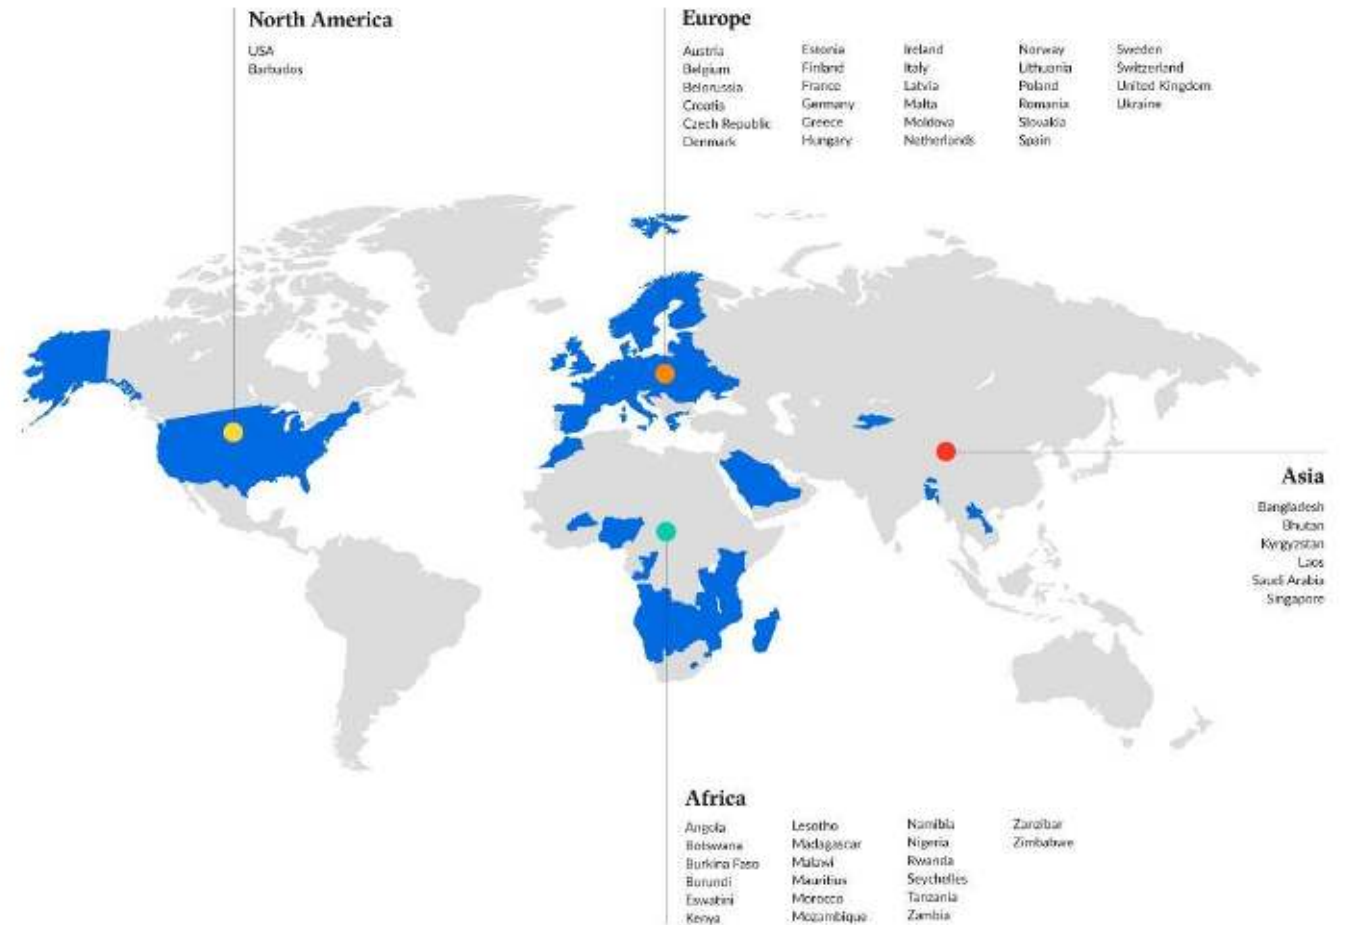 North America
USA
Barbados
Europe
Austria
Belgium
Belorussia
Croatia
Czech Republic
Denmark
Estonia
Finland
France
Germany
Greece
Hungary
Ireland
Italy
Latvia
Malta
Moldova
Netherlands
Norway
Lithuania
Poland
Romania
Slovakia
Spain
Sweden
Switzerland
United Kingdom
Ukraine
Asia
Bangladesh
Bhutan
Kyrgyzstan
Laos
Saudi Arabia
Singapore
Africa
Angola
Botswana
Burkina Faso
Burundi
Eswatini
Kenya
Lesotho
Madagascar
Malawi
Mauritius
Morocco
Mozambique
Namibia
Nigeria
Rwanda
Seychelles
Tanzania
Zambia
Zanzibar
Zimbabwe